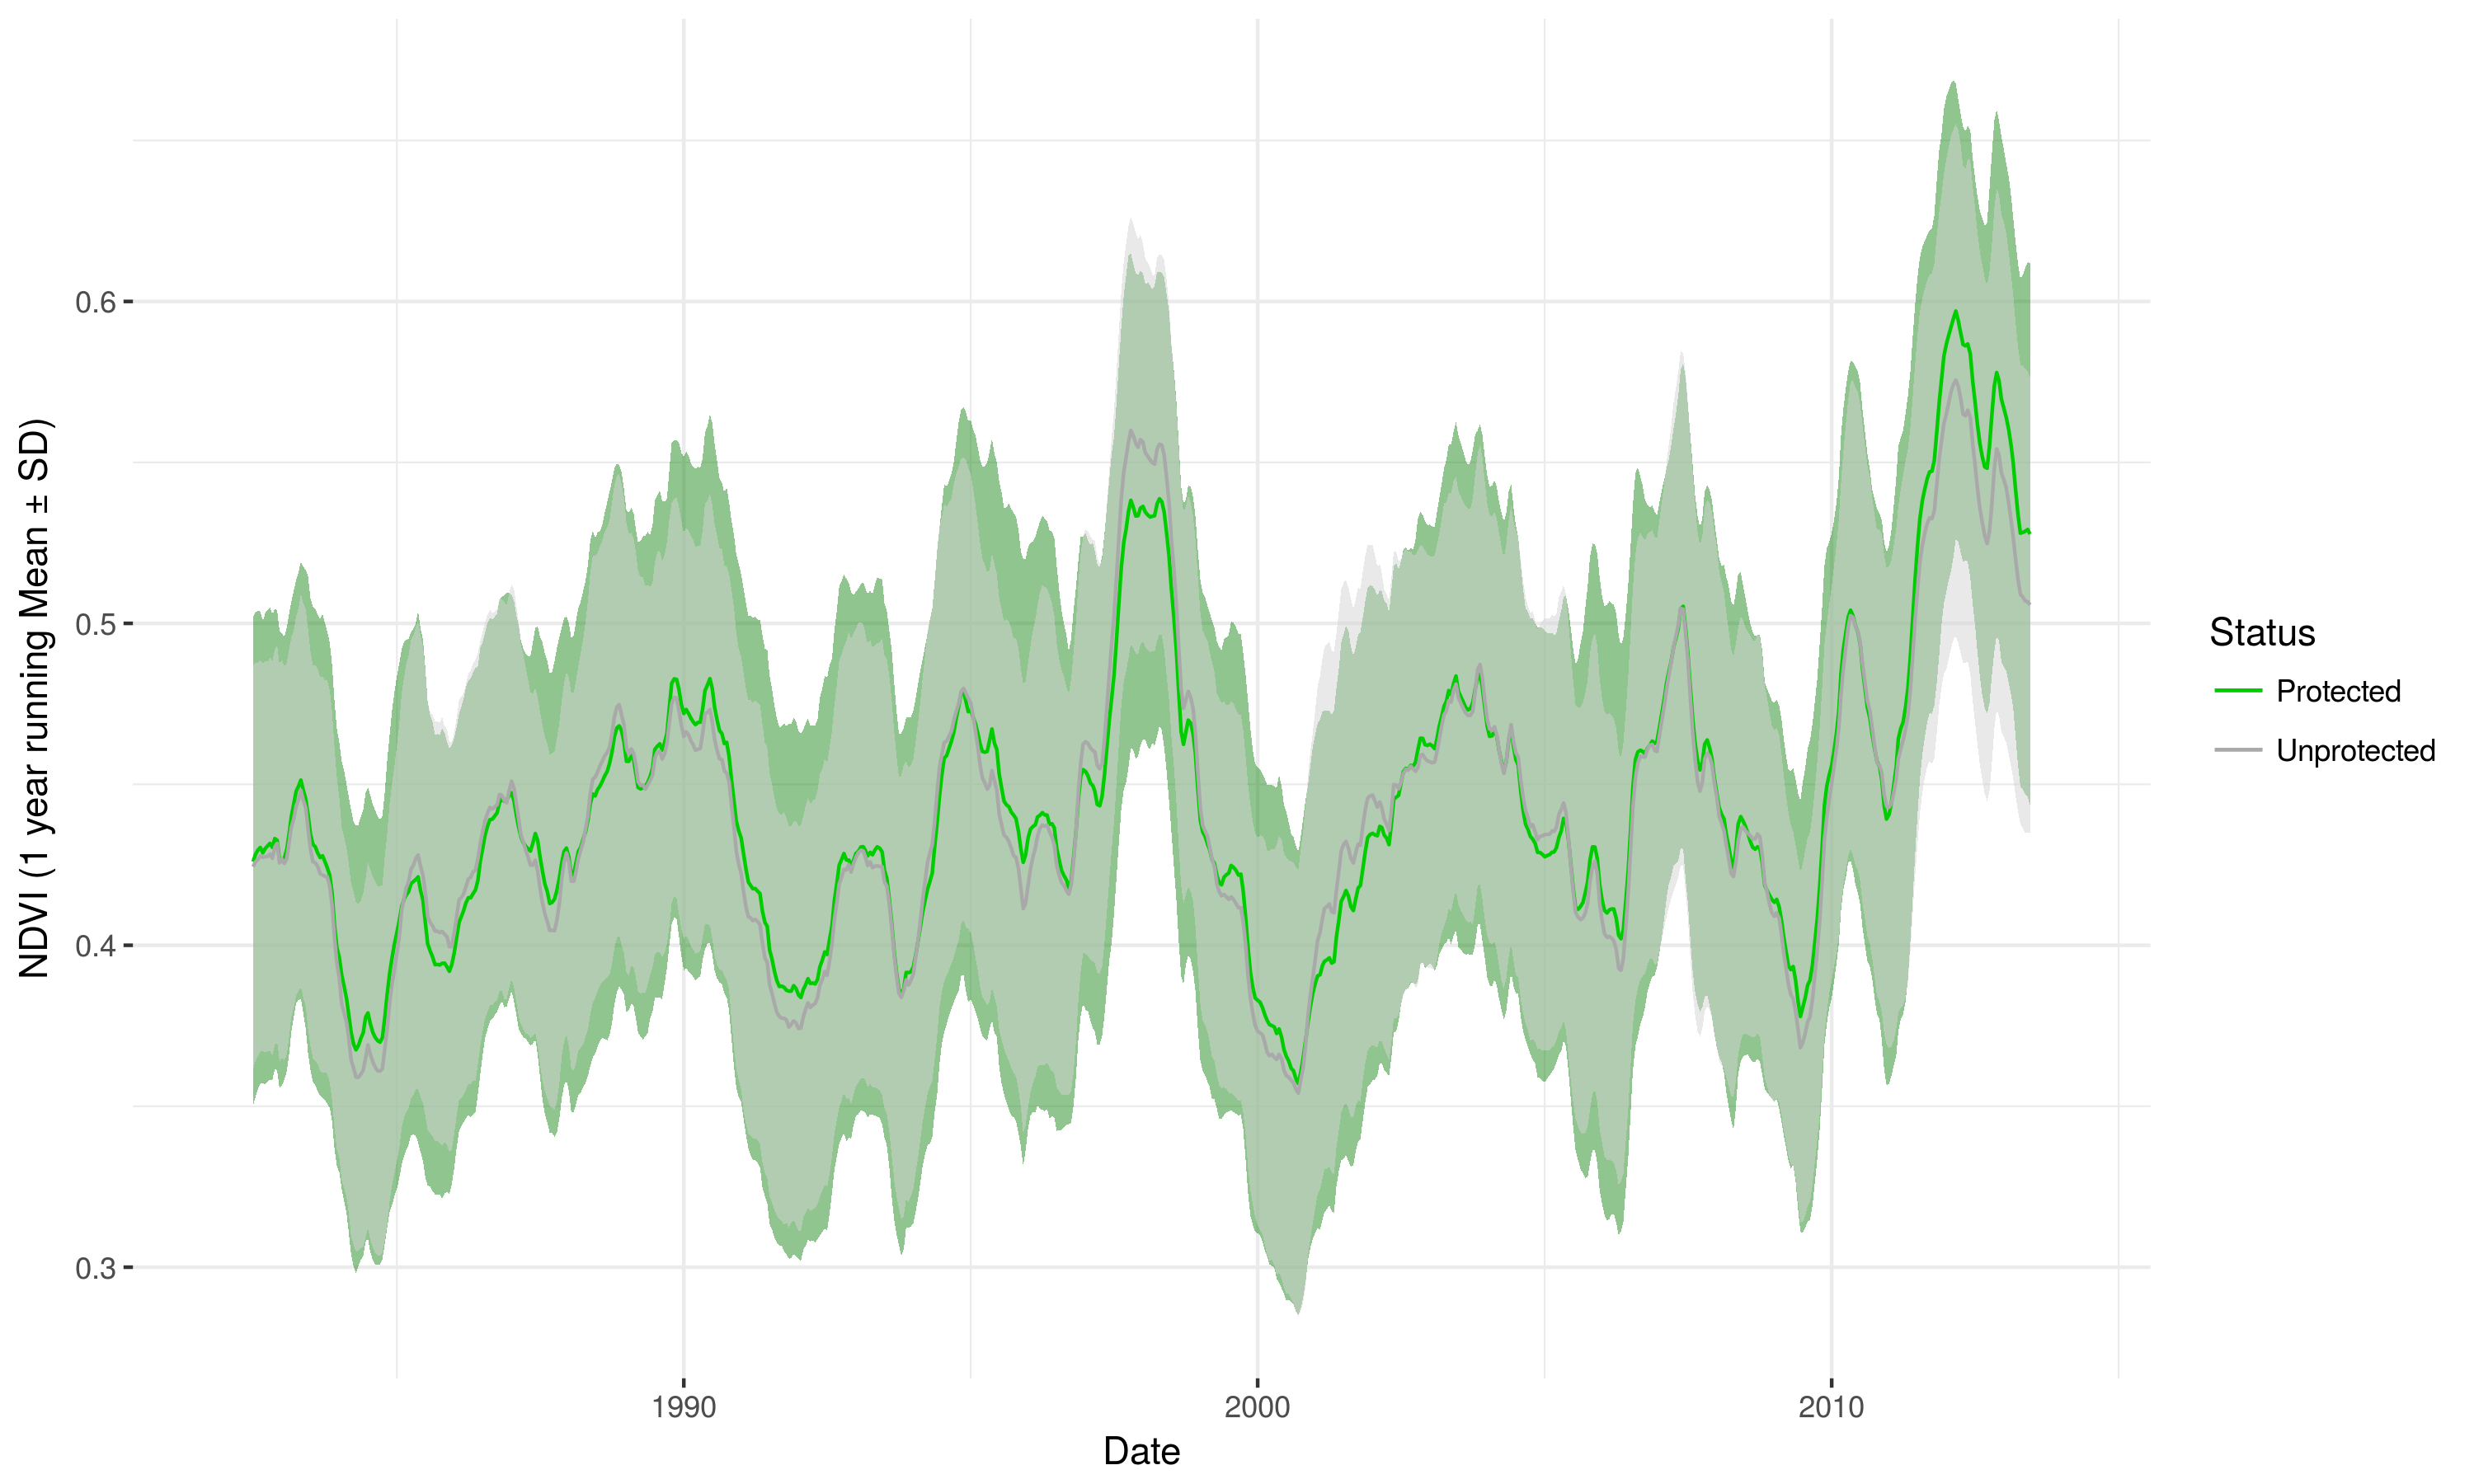 NDVI (1 year running Mean ± SD)
0.6
0.5
0.4
0.3
1990
2000
2010
Date
Status
Protected
Unprotected